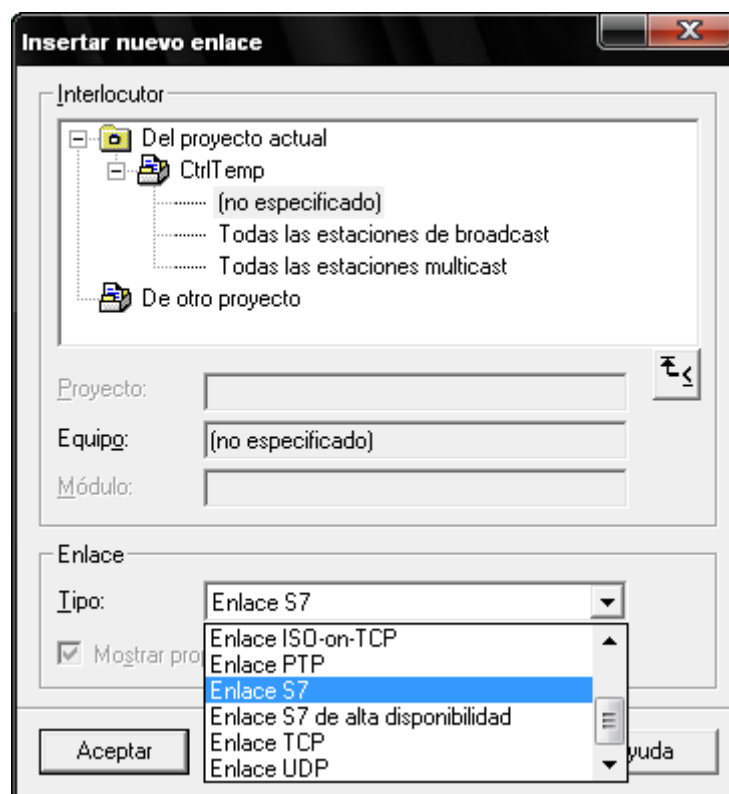 Insertar nuevo enlace
Interlocutor
Del proyecto actual
CtrlTemp
(no especificado)
Todas las estaciones de broadcast
Todas las estaciones multicast
De otro proyecto
Proyecto:
Equipo: (no especificado)
Módulo:
Enlace
Tipo: Enlace S7
Enlace ISO-on-TCP
Mostrar
Enlace PTP
Enlace S7
Enlace S7 de alta disponibilidad
Enlace TCP
Enlace UDP
Aceptar